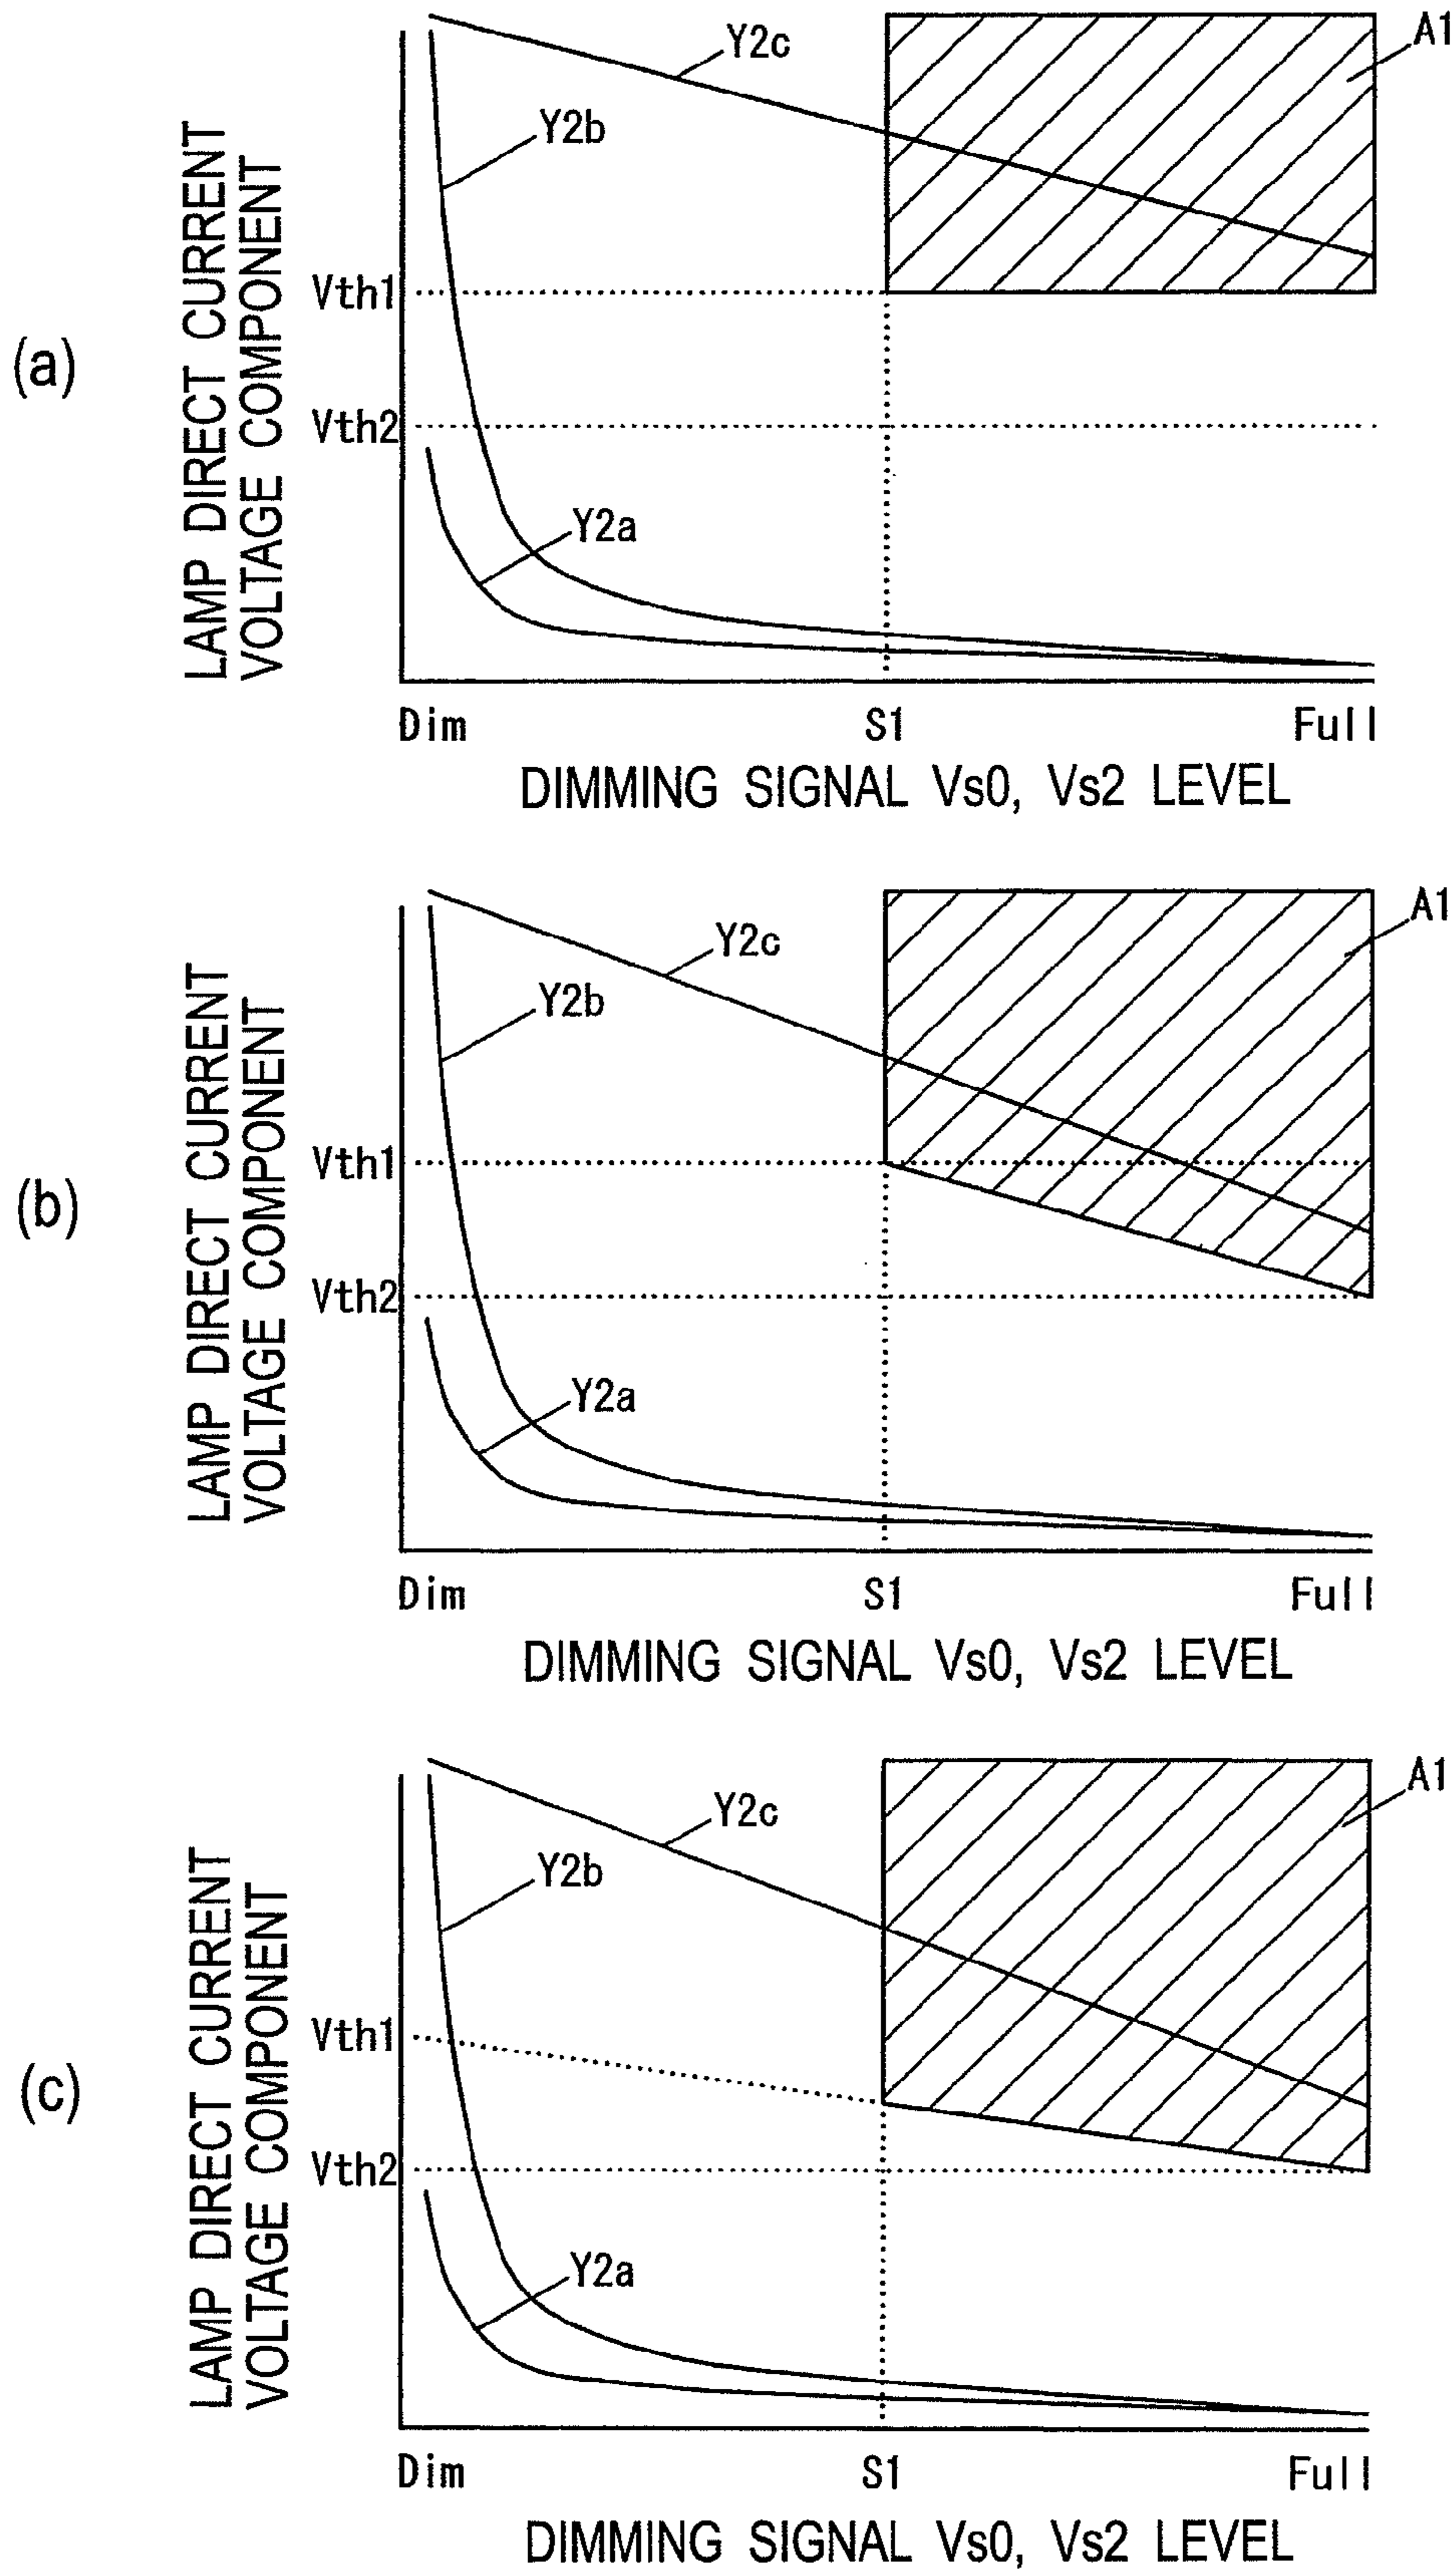 (a)
LAMP DIRECT CURRENT
VOLTAGE COMPONENT
Y2c
A1
Y2b
Vth1
Vth2
Y2a
Dim
S1
Full
DIMMING SIGNAL Vs0, Vs2 LEVEL
(b)
LAMP DIRECT CURRENT
VOLTAGE COMPONENT
Y2c
A1
Y2b
Vth1
Vth2
Y2a
Dim
S1
Full
DIMMING SIGNAL Vs0, Vs2 LEVEL
(c)
LAMP DIRECT CURRENT
VOLTAGE COMPONENT
Y2c
A1
Y2b
Vth1
Vth2
Y2a
Dim
S1
Full
DIMMING SIGNAL Vs0, Vs2 LEVEL